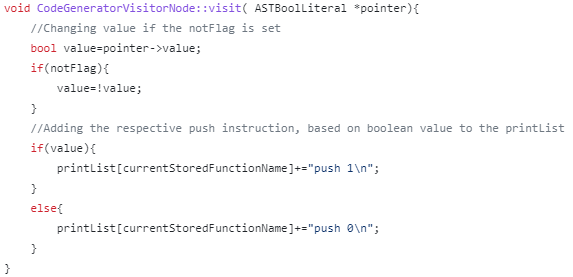 void CodeGeneratorVisitorNode::visit( ASTBoolLiteral *pointer){
    //Changing value if the notFlag is set
    bool value=pointer->value;
    if(notFlag){
        value=!value;
    }
    //Adding the respective push instruction, based on boolean value to the printList
    if(value){
        printList[currentStoredFunctionName]+="push 1\n";
    }
    else{
        printList[currentStoredFunctionName]+="push 0\n";
    }
}